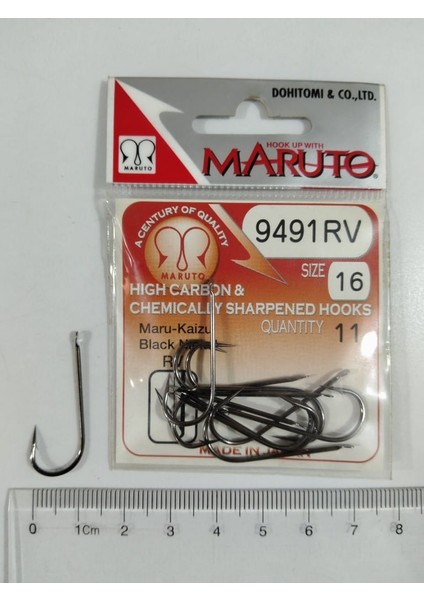 DOHITOMI & CO.,LTD.
HOOK UP WITH
MARUTO®
MARUTO
A CENTURY OF QUALITY
MARUTO
9491RV
SIZE 16
HIGH CARBON &
CHEMICALLY SHARPENED HOOKS
QUANTITY 11
Maru-Kaizu
Black
MADE IN
0 1Cm 2 3 4 5 6 7 8